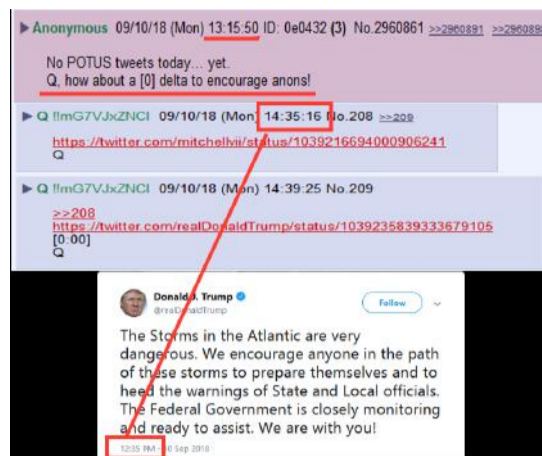 ▶Anonymous 09/10/18 (Mon) 13:15:50 ID: 0e0432 (3) No.2960861 >>2960891
No POTUS tweets today... yet.
Q, how about a [0] delta to encourage anons!
▶ Q !!mG7VJxZNCI 09/10/18 (Mon) 14:35:16 No.208 >>209
https://twitter.com/mitchellvii/status/1039216694000906241
Q
▶ Q !!mG7VJxZNCI 09/10/18 (Mon) 14:39:25 No.209
>>208
https://twitter.com/realDonaldTrump/status/1039235839333679105
[0:00]
Q
Donald J. Trump
@realDonaldTrump
Follow
The Storms in the Atlantic are very
dangerous. We encourage anyone in the path
of these storms to prepare themselves and to
heed the warnings of State and Local officials.
The Federal Government is closely monitoring
and ready to assist. We are with you!
12:35 PM - 10 Sep 2018